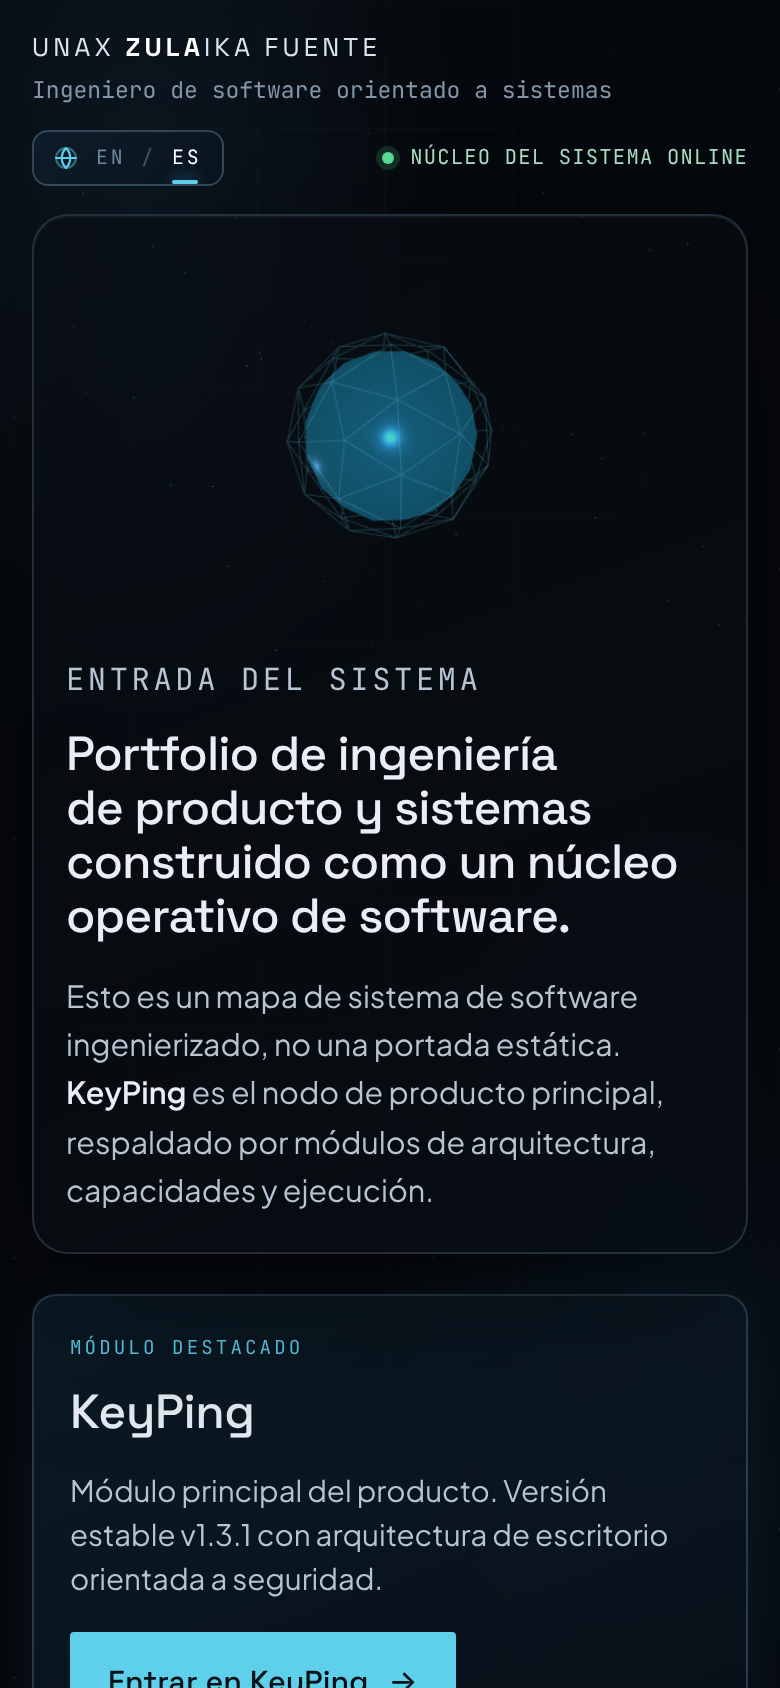 UNAX ZULAIKA FUENTE
Ingeniero de software orientado a sistemas
EN / ES
NÚCLEO DEL SISTEMA ONLINE
ENTRADA DEL SISTEMA
Portfolio de ingeniería
de producto y sistemas
construido como un núcleo
operativo de software.
Esto es un mapa de sistema de software
ingenierizado, no una portada estática.
KeyPing es el nodo de producto principal,
respaldado por módulos de arquitectura,
capacidades y ejecución.
MÓDULO DESTACADO
KeyPing
Módulo principal del producto. Versión
estable v1.3.1 con arquitectura de escritorio
orientada a seguridad.
Entrar en KeyPing →